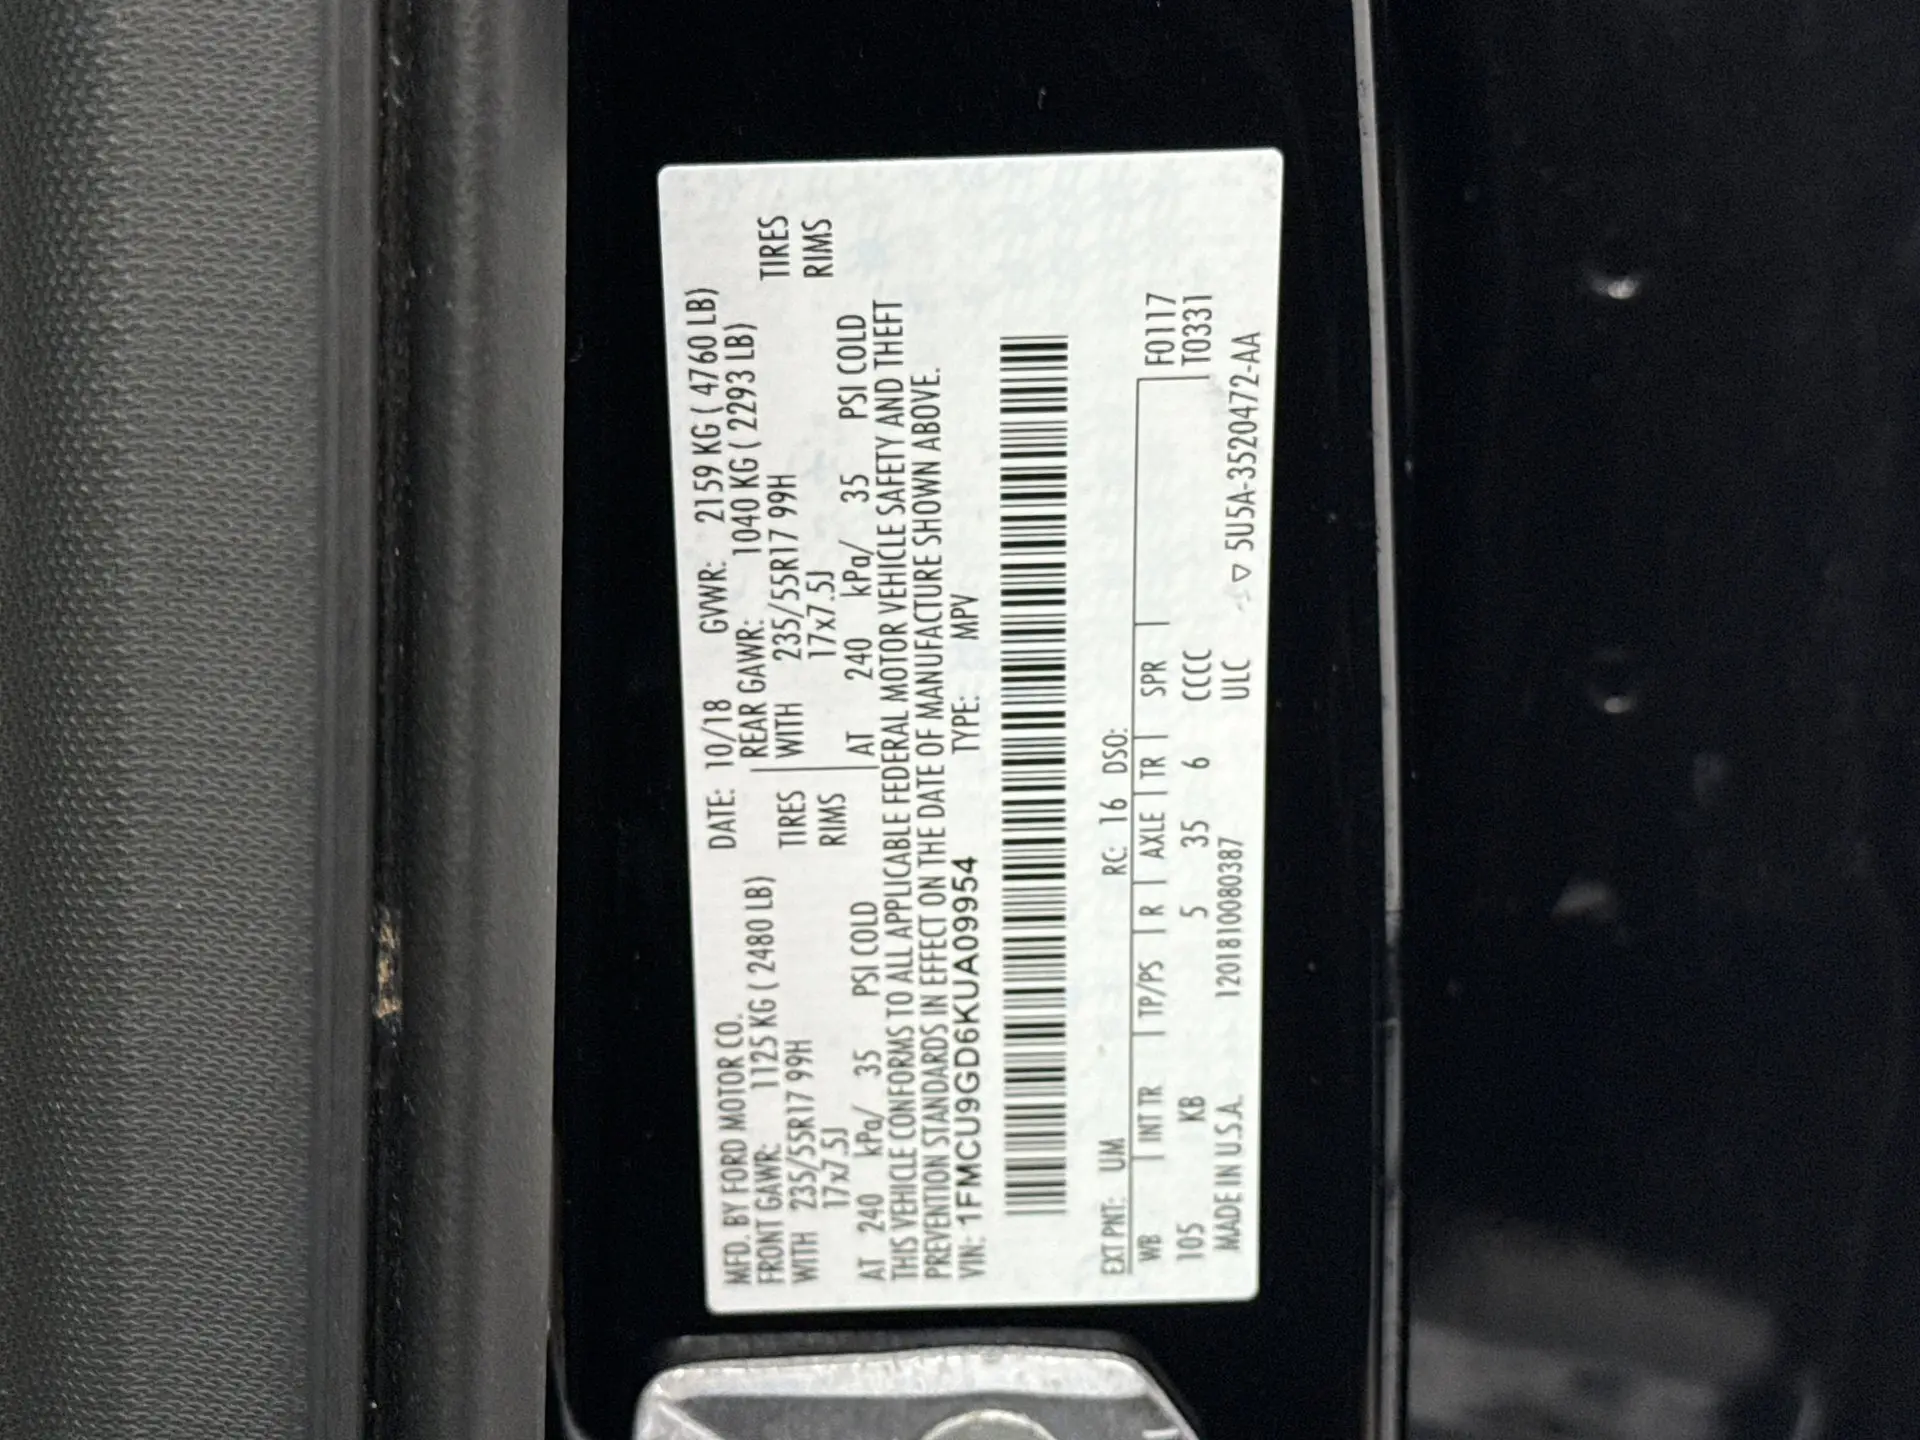 MFD. BY FORD MOTOR CO. DATE: 10/18 GVWR: 2159 KG ( 4760 LB)
FRONT GAWR: 1125 KG ( 2480 LB) REAR GAWR: 1040 KG ( 2293 LB)
WITH 235/55R17 99H TIRES WITH 235/55R17 99H TIRES
17x7.5J RIMS 17x7.5J RIMS
AT 240 kPa/ 35 PSI COLD AT 240 kPa/ 35 PSI COLD
THIS VEHICLE CONFORMS TO ALL APPLICABLE FEDERAL MOTOR VEHICLE SAFETY AND THEFT
PREVENTION STANDARDS IN EFFECT ON THE DATE OF MANUFACTURE SHOWN ABOVE.
VIN: 1FMCU9GD6KUA09954 TYPE: MPV
EXT PNT: UM RC: 16 DSO:
WB INT TR TP/PS R AXLE TR SPR F0117
105 KB 5 35 6 CCCC T0331
ULC
MADE IN U.S.A. 1201810080387 ▽ 5U5A-3520472-AA